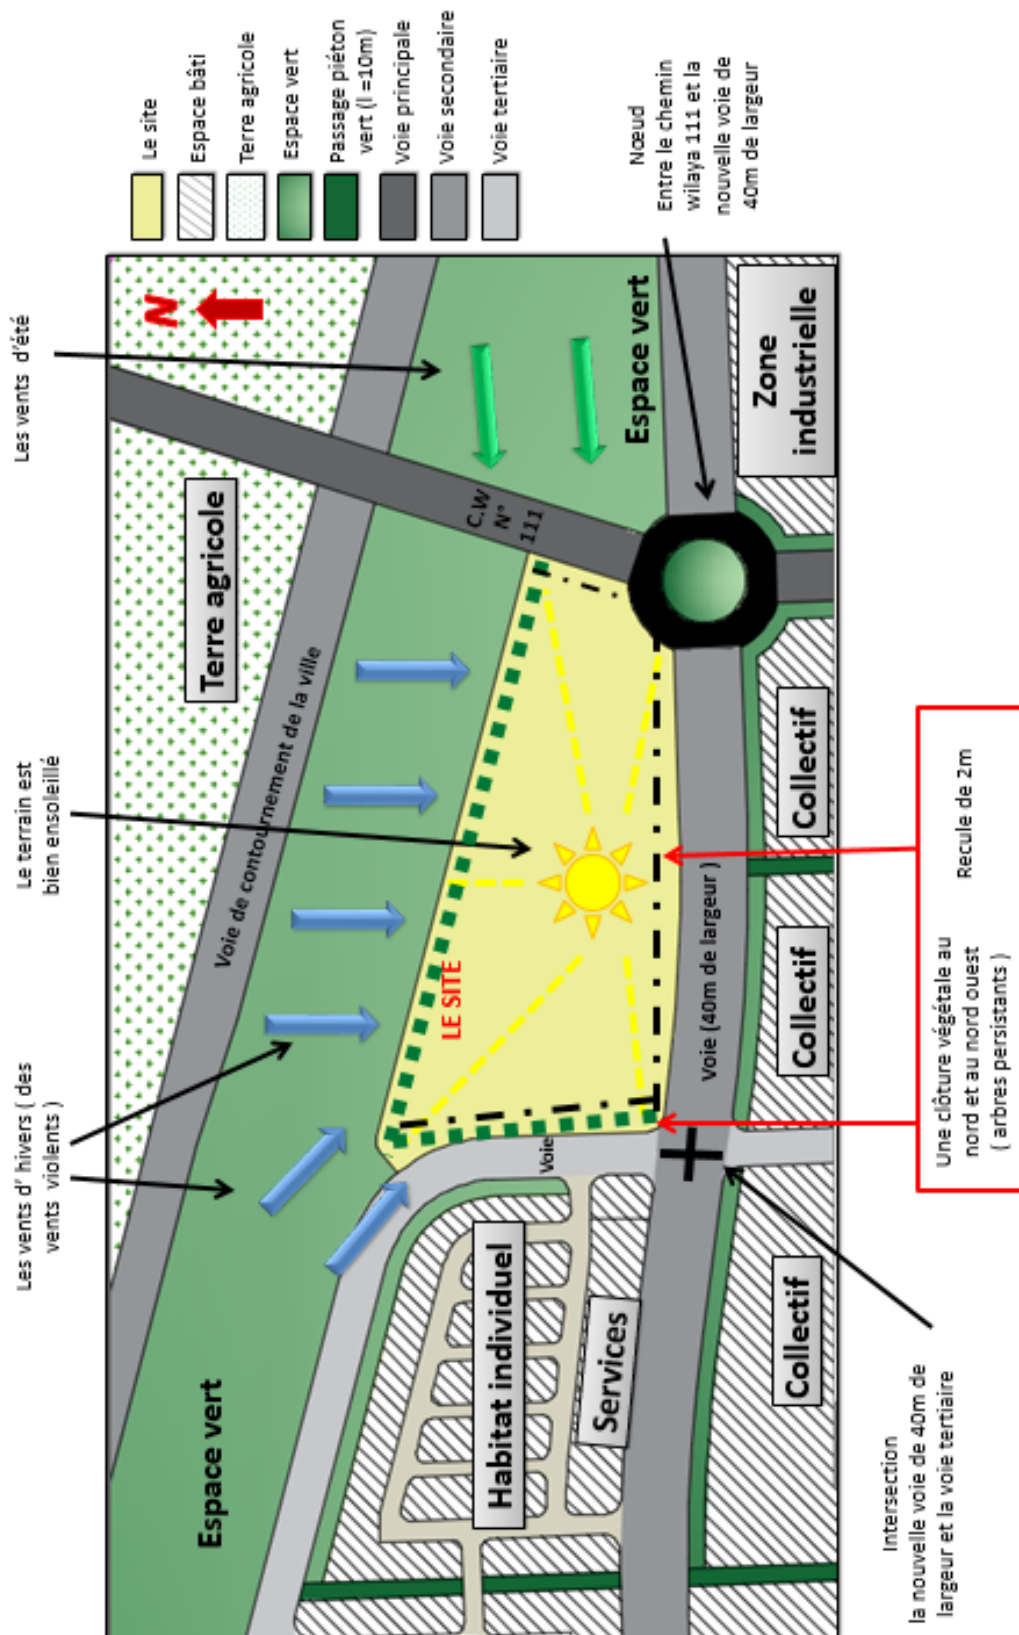 Les vents d' hivers ( des
vents violents )
Le terrain est
bien ensoleillé
Les vents d'été
Le site
Espace bâti
Terre agricole
Espace vert
Passage piéton
vert (l =10m)
Voie principale
Voie secondaire
Voie tertiaire
N
Terre agricole
Voie de contournement de la ville
Espace vert
C.W
N°
111
LE SITE
Espace vert
Voie
Habitat individuel
Services
Voie (40m de largeur )
Zone
industrielle
Collectif
Collectif
Collectif
Nœud
Entre le chemin
wilaya 111 et la
nouvelle voie de
40m de largeur
Intersection
la nouvelle voie de 40m de
largeur et la voie tertiaire
Une clôture végétale au
nord et au nord ouest
( arbres persistants )
Recule de 2m